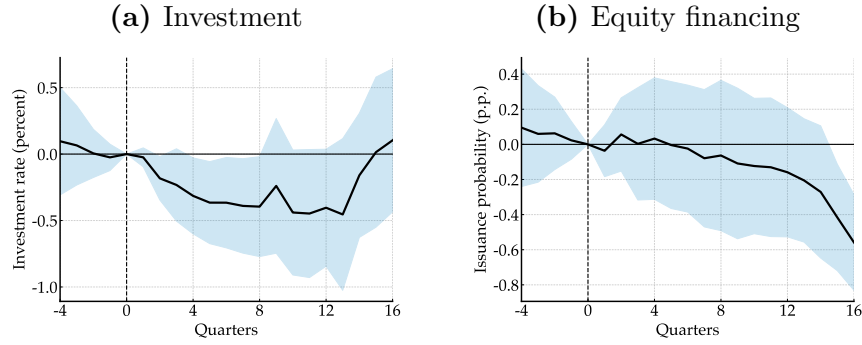 (a) Investment
Investment rate (percent)
0.5
0.0
-0.5
-1.0
-4 0 4 8 12 16
Quarters
(b) Equity financing
Issuance probability (p.p.)
0.4
0.2
0.0
-0.2
-0.4
-0.6
-0.8
-4 0 4 8 12 16
Quarters